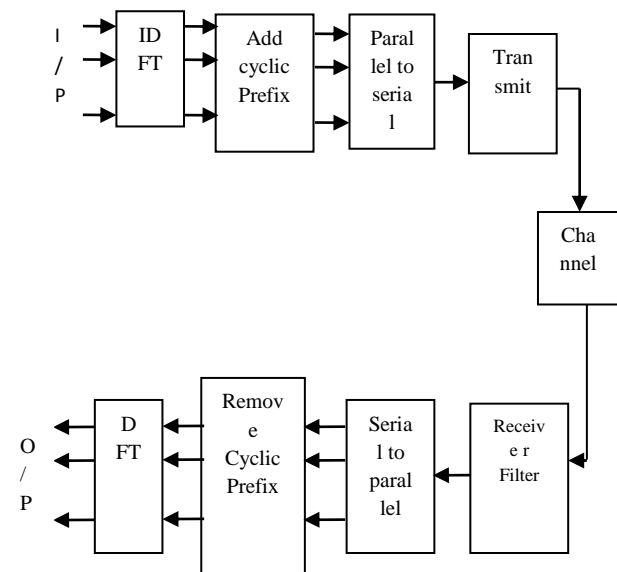 I
/
P
ID
FT
Add
cyclic
Prefix
Paral
lel to
seria
l
Tran
smit
Cha
nnel
O
/
P
D
FT
Remov
e
Cyclic
Prefix
Seria
l to
paral
lel
Receiv
e r
Filter